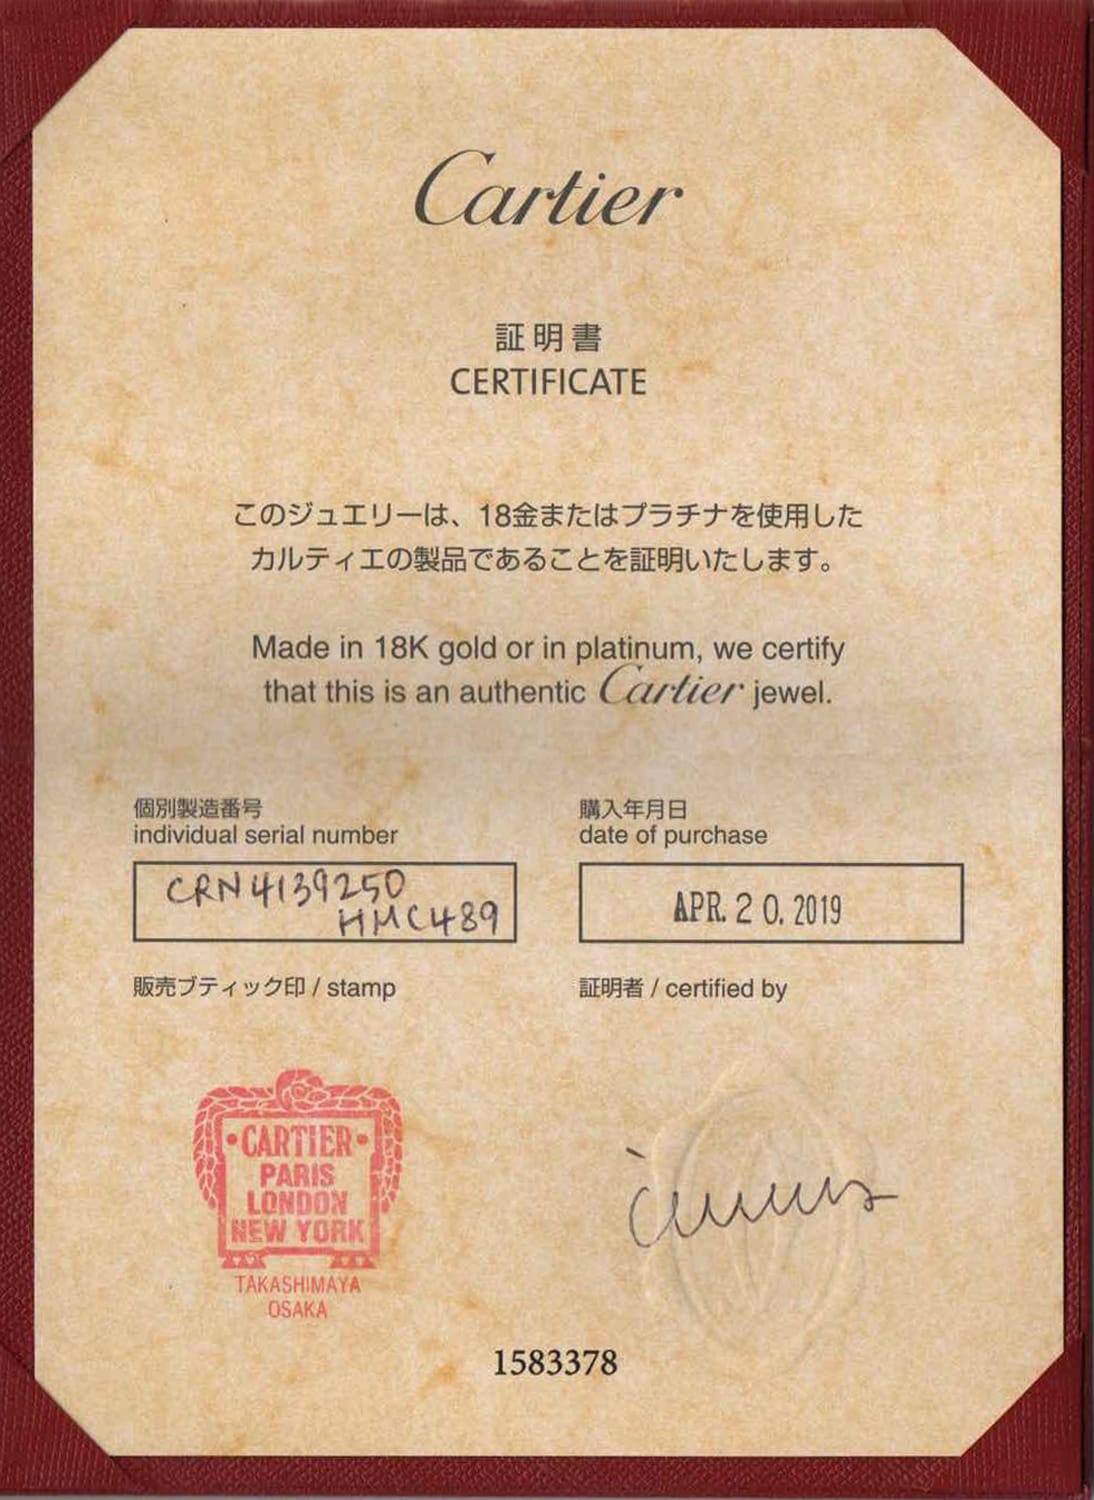 Cartier
証明書
CERTIFICATE
このジュエリーは、18金またはプラチナを使用した
カルティエの製品であることを証明いたします。
Made in 18K gold or in platinum, we certify
that this is an authentic Cartier jewel.
個別製造番号
individual serial number
CRN4139250
HMC489
購入年月日
date of purchase
APR. 20. 2019
販売ブティック印 / stamp
証明者 / certified by
•CARTIER•
PARIS
LONDON
NEW YORK
TAKASHIMAYA
OSAKA
1583378